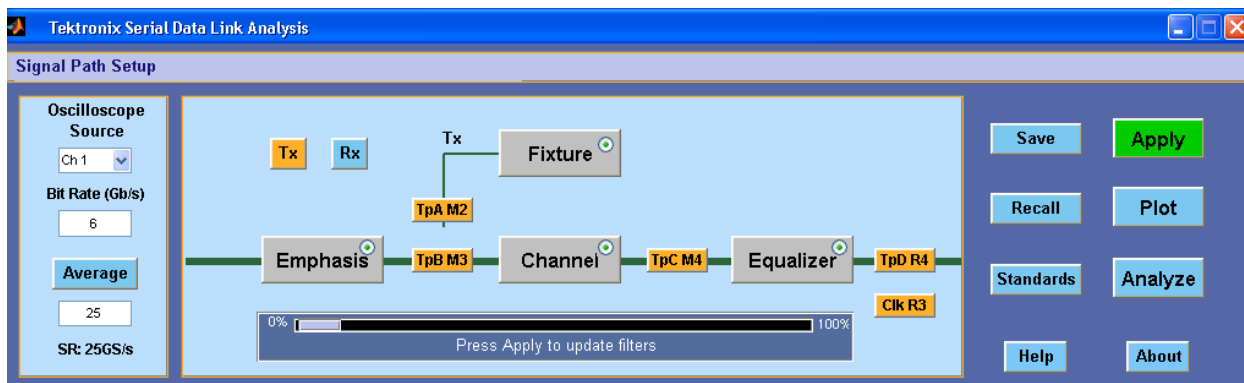 Tektronix Serial Data Link Analysis
Signal Path Setup
Oscilloscope
Source
Ch 1
Bit Rate (Gb/s)
6
Average
25
SR: 25GS/s
Tx
Rx
Tx
Fixture
TpA M2
Emphasis
TpB M3
Channel
TpC M4
Equalizer
TpD R4
Clk R3
0%
100%
Press Apply to update filters
Save
Apply
Recall
Plot
Standards
Analyze
Help
About